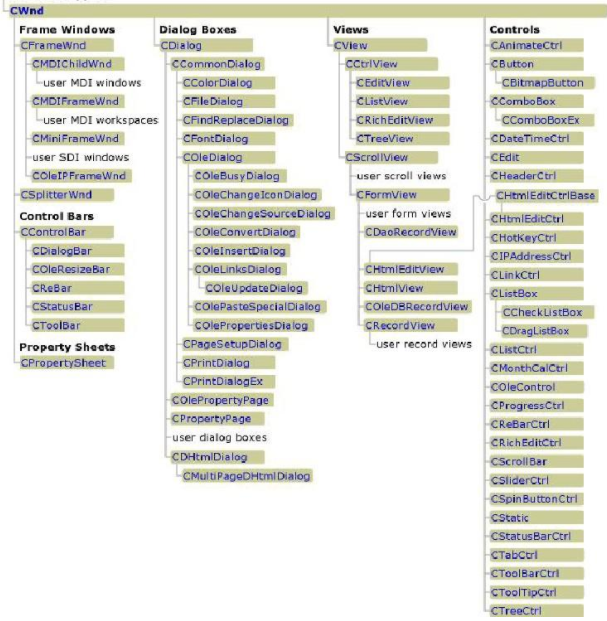 CWnd
Frame Windows
CFrameWnd
CMDIChildWnd
user MDI windows
CMDIFrameWnd
user MDI workspaces
CMiniFrameWnd
user SDI windows
COleIPFrameWnd
CSplitterWnd
Control Bars
CControlBar
CDialogBar
COleResizeBar
CReBar
CStatusBar
CToolBar
Property Sheets
CPropertySheet
Dialog Boxes
CDialog
CCommonDialog
CColorDialog
CFileDialog
CFindReplaceDialog
CFontDialog
COleDialog
COleBusyDialog
COleChangeIconDialog
COleChangeSourceDialog
COleConvertDialog
COleInsertDialog
COleLinksDialog
COleUpdateDialog
COlePasteSpecialDialog
COlePropertiesDialog
CPageSetupDialog
CPrintDialog
CPrintDialogEx
COlePropertyPage
CPropertyPage
user dialog boxes
CDHtmlDialog
CMultiPageDHtmlDialog
Views
CView
CCtrlView
CEditView
CListView
CRichEditView
CTreeView
CScrollView
user scroll views
CFormView
user form views
CDaoRecordView
CHtmlEditView
CHtmlView
COleDBRecordView
CRecordView
user record views
Controls
CAnimateCtrl
CButton
CBitmapButton
CComboBox
CComboBoxEx
CDateTimeCtrl
CEdit
CHeaderCtrl
CHtmlEditCtrlBase
CHtmlEditCtrl
CHotKeyCtrl
CIPAddressCtrl
CLinkCtrl
CListBox
CCheckListBox
CDragListBox
CListCtrl
CMonthCalCtrl
COleControl
CProgressCtrl
CReBarCtrl
CRichEditCtrl
CScrollBar
CSliderCtrl
CSpinButtonCtrl
CStatic
CStatusBarCtrl
CTabCtrl
CToolBarCtrl
CToolTipCtrl
CTreeCtrl